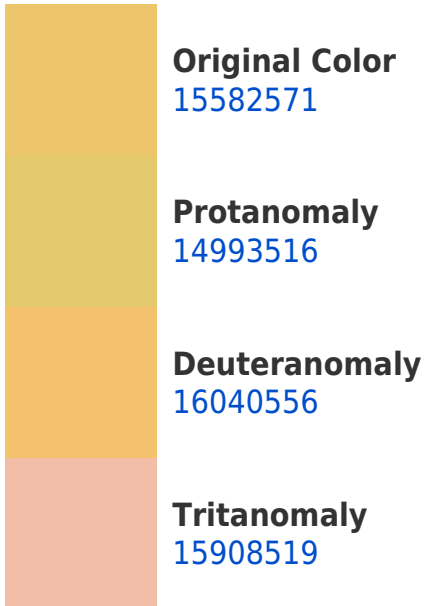 Original Color
15582571
Protanomaly
14993516
Deuteranomaly
16040556
Tritanomaly
15908519